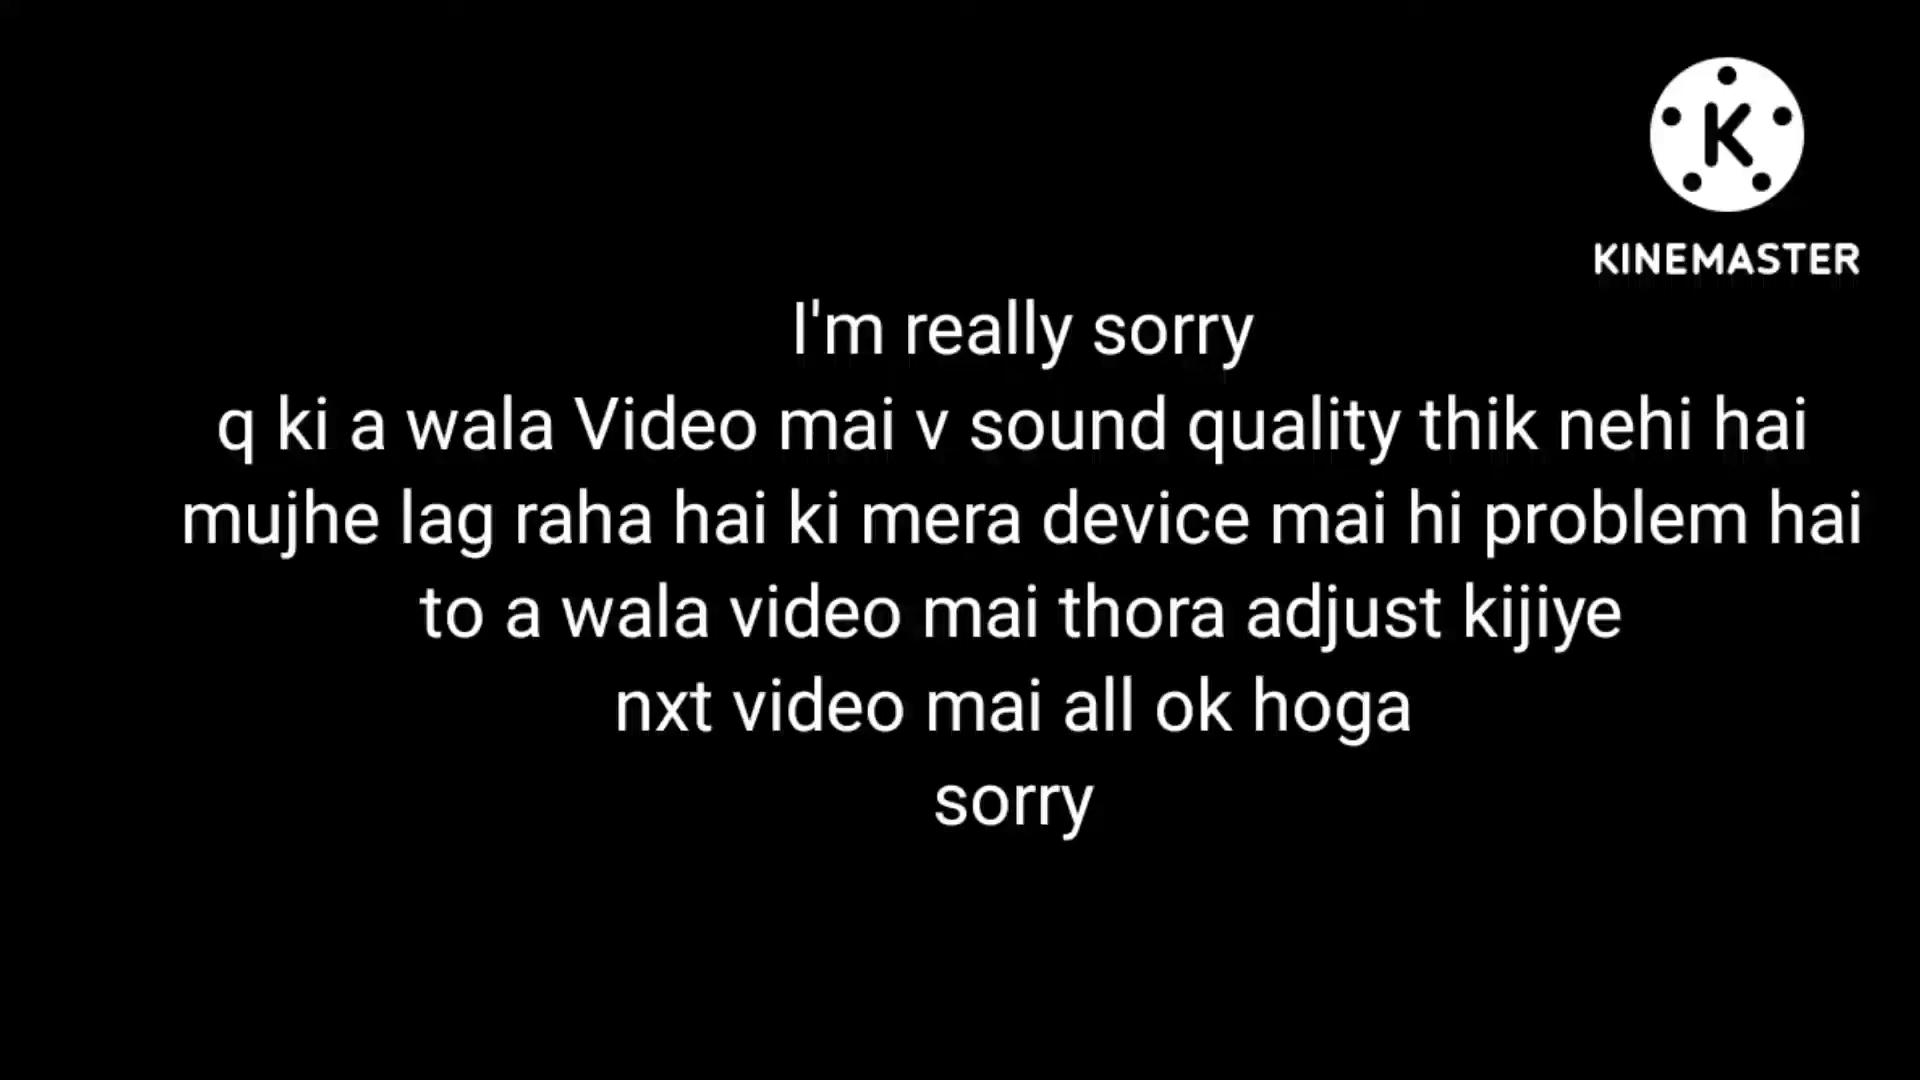 K
KINEMASTER
I'm really sorry
q ki a wala Video mai v sound quality thik nehi hai
mujhe lag raha hai ki mera device mai hi problem hai
to a wala video mai thora adjust kijiye
nxt video mai all ok hoga
sorry